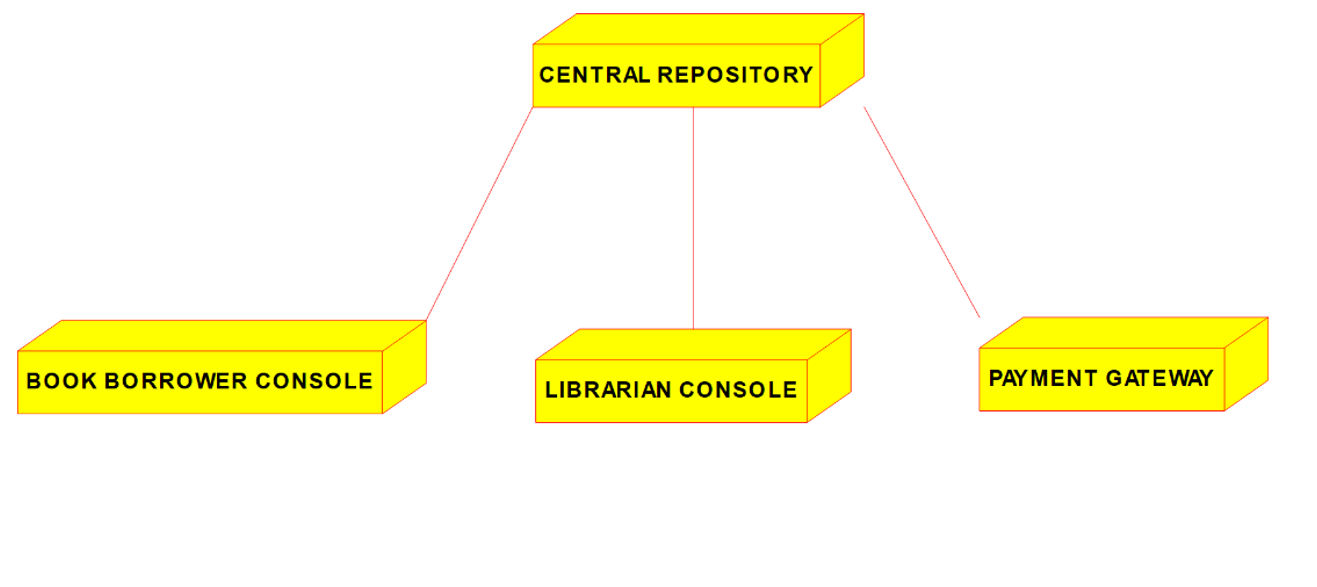 CENTRAL REPOSITORY
BOOK BORROWER CONSOLE
LIBRARIAN CONSOLE
PAYMENT GATEWAY